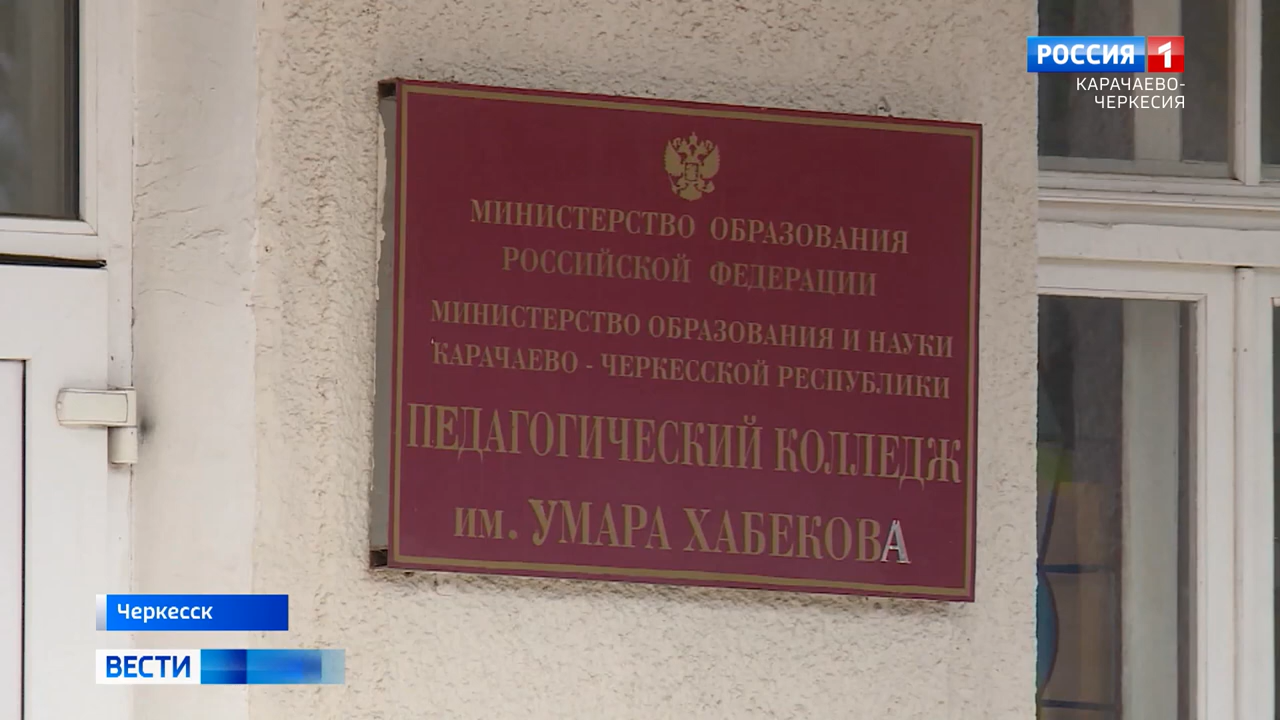 РОССИЯ 1
КАРАЧАЕВО-
ЧЕРКЕСИЯ
МИНИСТЕРСТВО ОБРАЗОВАНИЯ
РОССИЙСКОЙ ФЕДЕРАЦИИ
МИНИСТЕРСТВО ОБРАЗОВАНИЯ И НАУКИ
КАРАЧАЕВО - ЧЕРКЕССКОЙ РЕСПУБЛИКИ
ПЕДАГОГИЧЕСКИЙ КОЛЛЕДЖ
им. УМАРА ХАБЕКОВА
Черкесск
ВЕСТИ